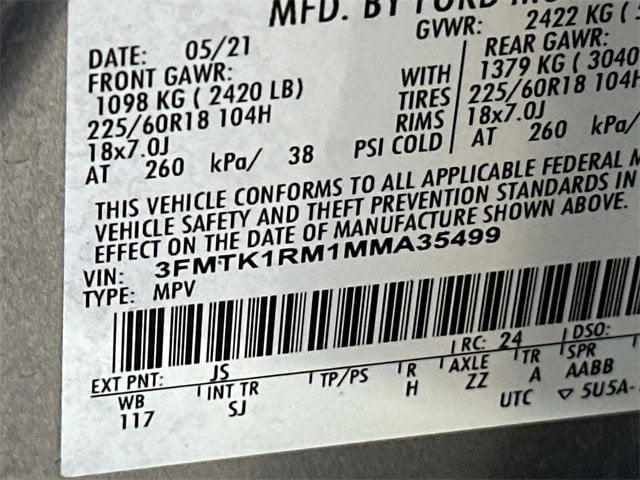 MFD. BY FORD MO
GVWR: 2422 KG (
DATE: 05/21
FRONT GAWR:
1098 KG ( 2420 LB)
225/60R18 104H
18x7.0J
AT 260 kPa/ 38
WITH
TIRES
RIMS
PSI COLD
REAR GAWR:
1379 KG ( 3040
225/60R18 104H
18x7.0J
AT 260 kPa/
THIS VEHICLE CONFORMS TO ALL APPLICABLE FEDERAL M
VEHICLE SAFETY AND THEFT PREVENTION STANDARDS IN
EFFECT ON THE DATE OF MANUFACTURE SHOWN ABOVE.
VIN: 3FMTK1RM1MMA35499
TYPE: MPV
RC: 24 DSO:
EXT PNT: JS TP/PS R AXLE TR SPR
WB INT TR H ZZ A AABB
117 SJ UTC ▽ 5U5A-